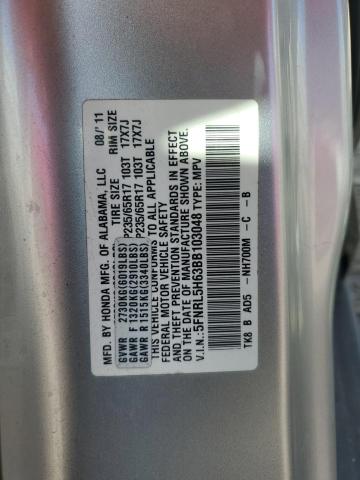 MFD. BY HONDA MFG. OF ALABAMA, LLC 08/'11
TIRE SIZE RIM SIZE
GVWR 2730KG(6019LBS) P235/65R17 103T 17X7J
GAWR F 1320KG(2910LBS) P235/65R17 103T 17X7J
GAWR R 1515KG(3340LBS)
THIS VEHICLE CONFORMS TO ALL APPLICABLE
FEDERAL MOTOR VEHICLE SAFETY
AND THEFT PREVENTION STANDARDS IN EFFECT
ON THE DATE OF MANUFACTURE SHOWN ABOVE.
V.I.N.: 5FNRL5H63BB103048 TYPE: MPV
TK8 B AD5 - NH700M - C - B